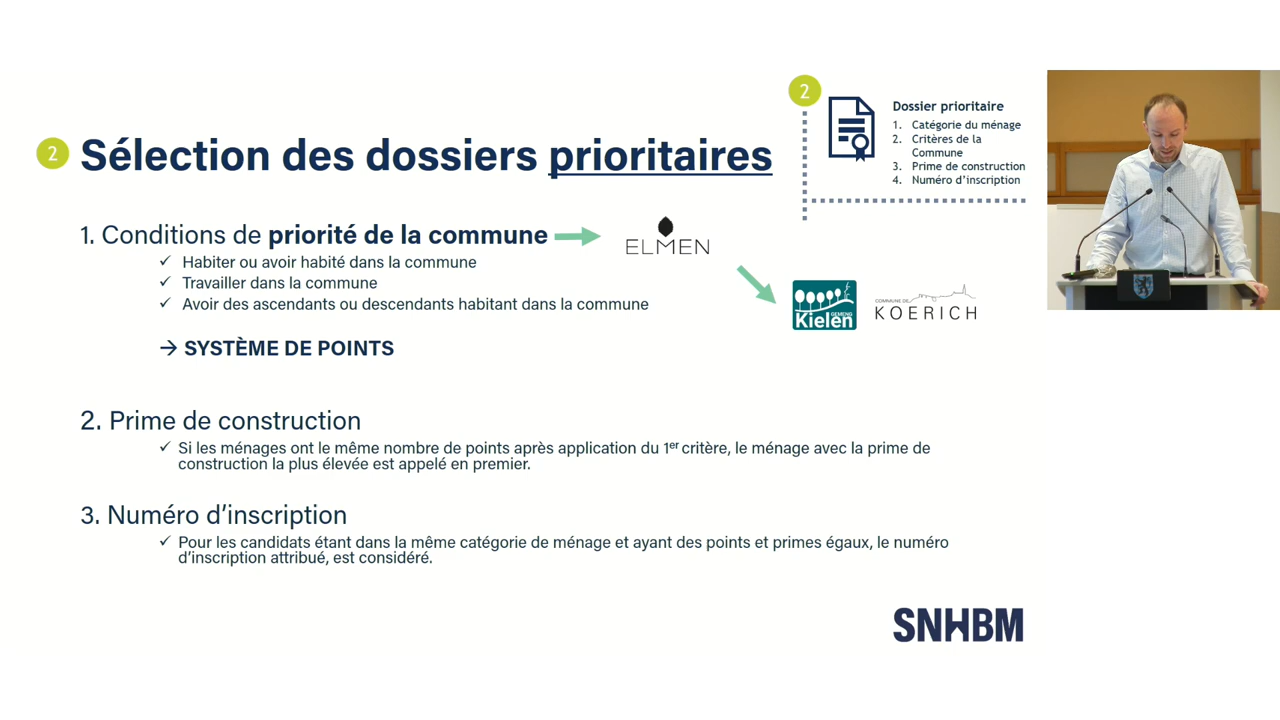 2
Sélection des dossiers prioritaires
2
Dossier prioritaire
1. Catégorie du ménage
2. Critères de la
Commune
3. Prime de construction
4. Numéro d'inscription
1. Conditions de priorité de la commune
ELMEN
✓ Habiter ou avoir habité dans la commune
✓ Travailler dans la commune
✓ Avoir des ascendants ou descendants habitant dans la commune
GEMENG
Kielen
COMMUNE DE
KOERICH
→ SYSTÈME DE POINTS
2. Prime de construction
✓ Si les ménages ont le même nombre de points après application du 1er critère, le ménage avec la prime de
construction la plus élevée est appelé en premier.
3. Numéro d'inscription
✓ Pour les candidats étant dans la même catégorie de ménage et ayant des points et primes égaux, le numéro
d'inscription attribué, est considéré.
SNHBM